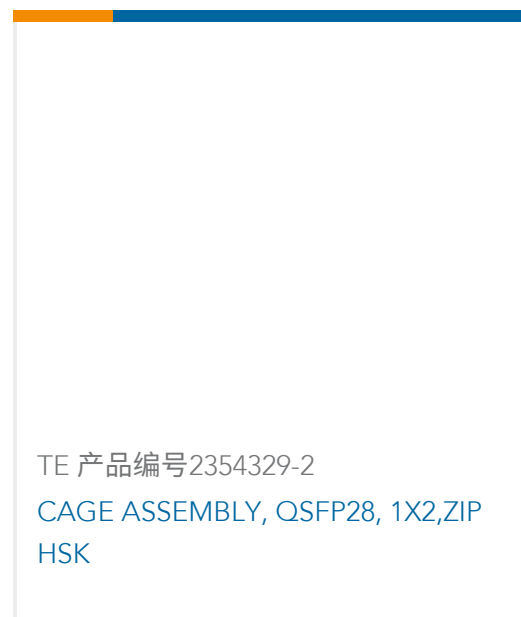 TE 产品编号2354329-2
CAGE ASSEMBLY, QSFP28, 1X2,ZIP
HSK